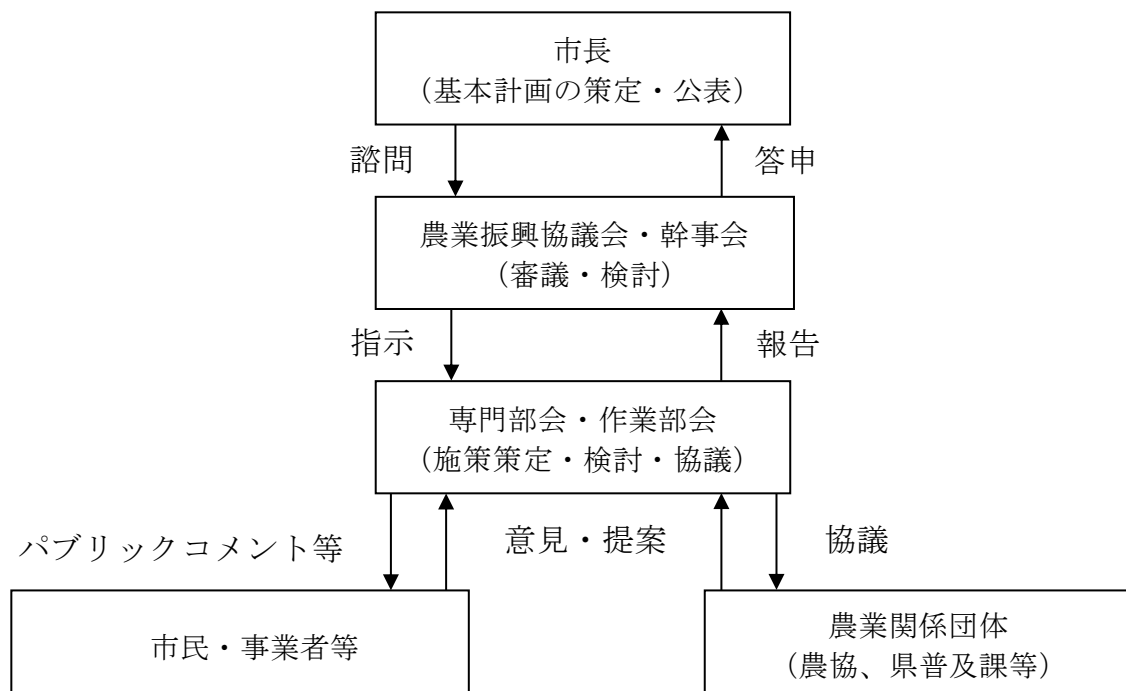 市長
（基本計画の策定・公表）
諮問
答申
農業振興協議会・幹事会
（審議・検討）
指示
報告
専門部会・作業部会
（施策策定・検討・協議）
パブリックコメント等
意見・提案
協議
市民・事業者等
農業関係団体
（農協、県普及課等）